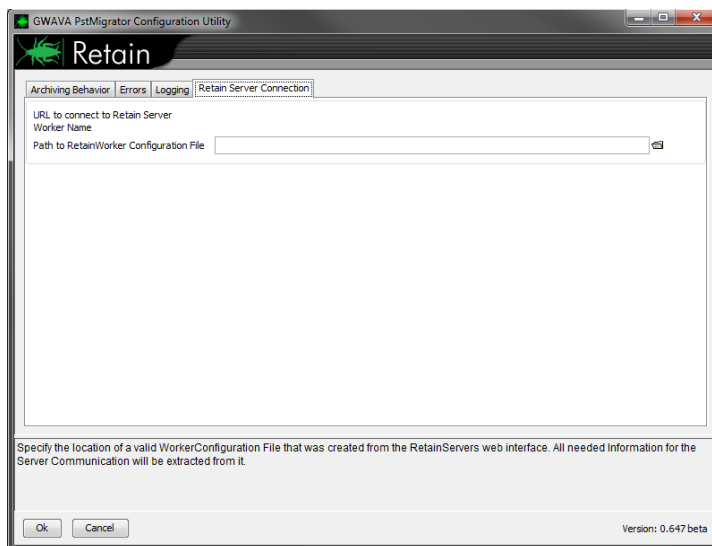 GWAVA PstMigrator Configuration Utility
Retain
Archiving Behavior Errors Logging Retain Server Connection
URL to connect to Retain Server
Worker Name
Path to RetainWorker Configuration File
Specify the location of a valid WorkerConfiguration File that was created from the RetainServers web interface. All needed Information for the
Server Communication will be extracted from it.
Ok Cancel Version: 0.647 beta